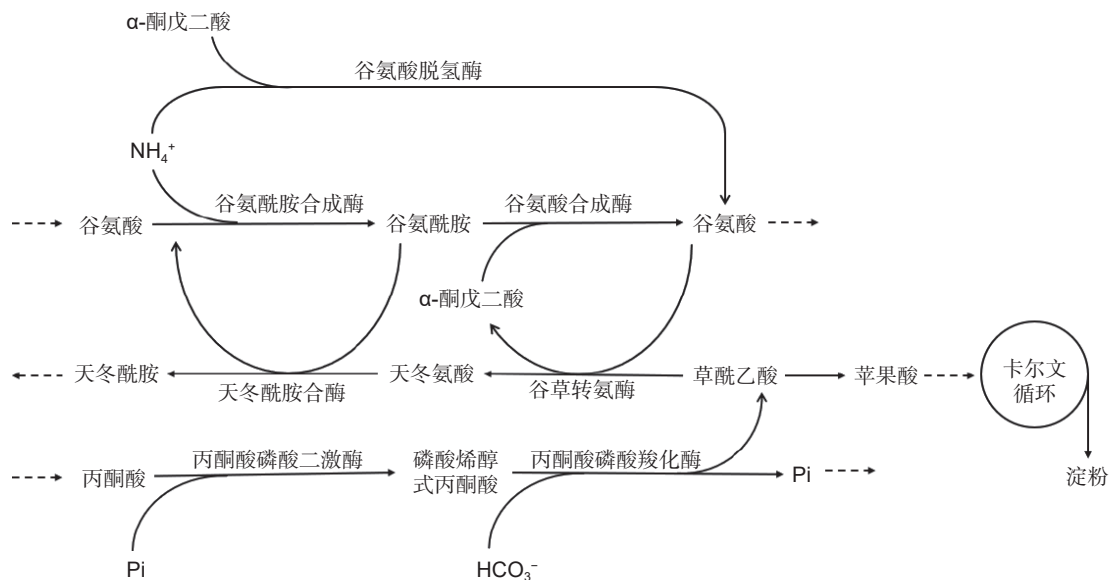 α-酮戊二酸
谷氨酸脱氢酶
NH₄⁺
谷氨酸
谷氨酰胺合成酶
谷氨酰胺
谷氨酸合成酶
谷氨酸
α-酮戊二酸
天冬酰胺
天冬酰胺合酶
天冬氨酸
谷草转氨酶
草酰乙酸
苹果酸
卡尔文
循环
丙酮酸
丙酮酸磷酸二激酶
磷酸烯醇
式丙酮酸
丙酮酸磷酸羧化酶
Pi
淀粉
Pi
HCO₃⁻